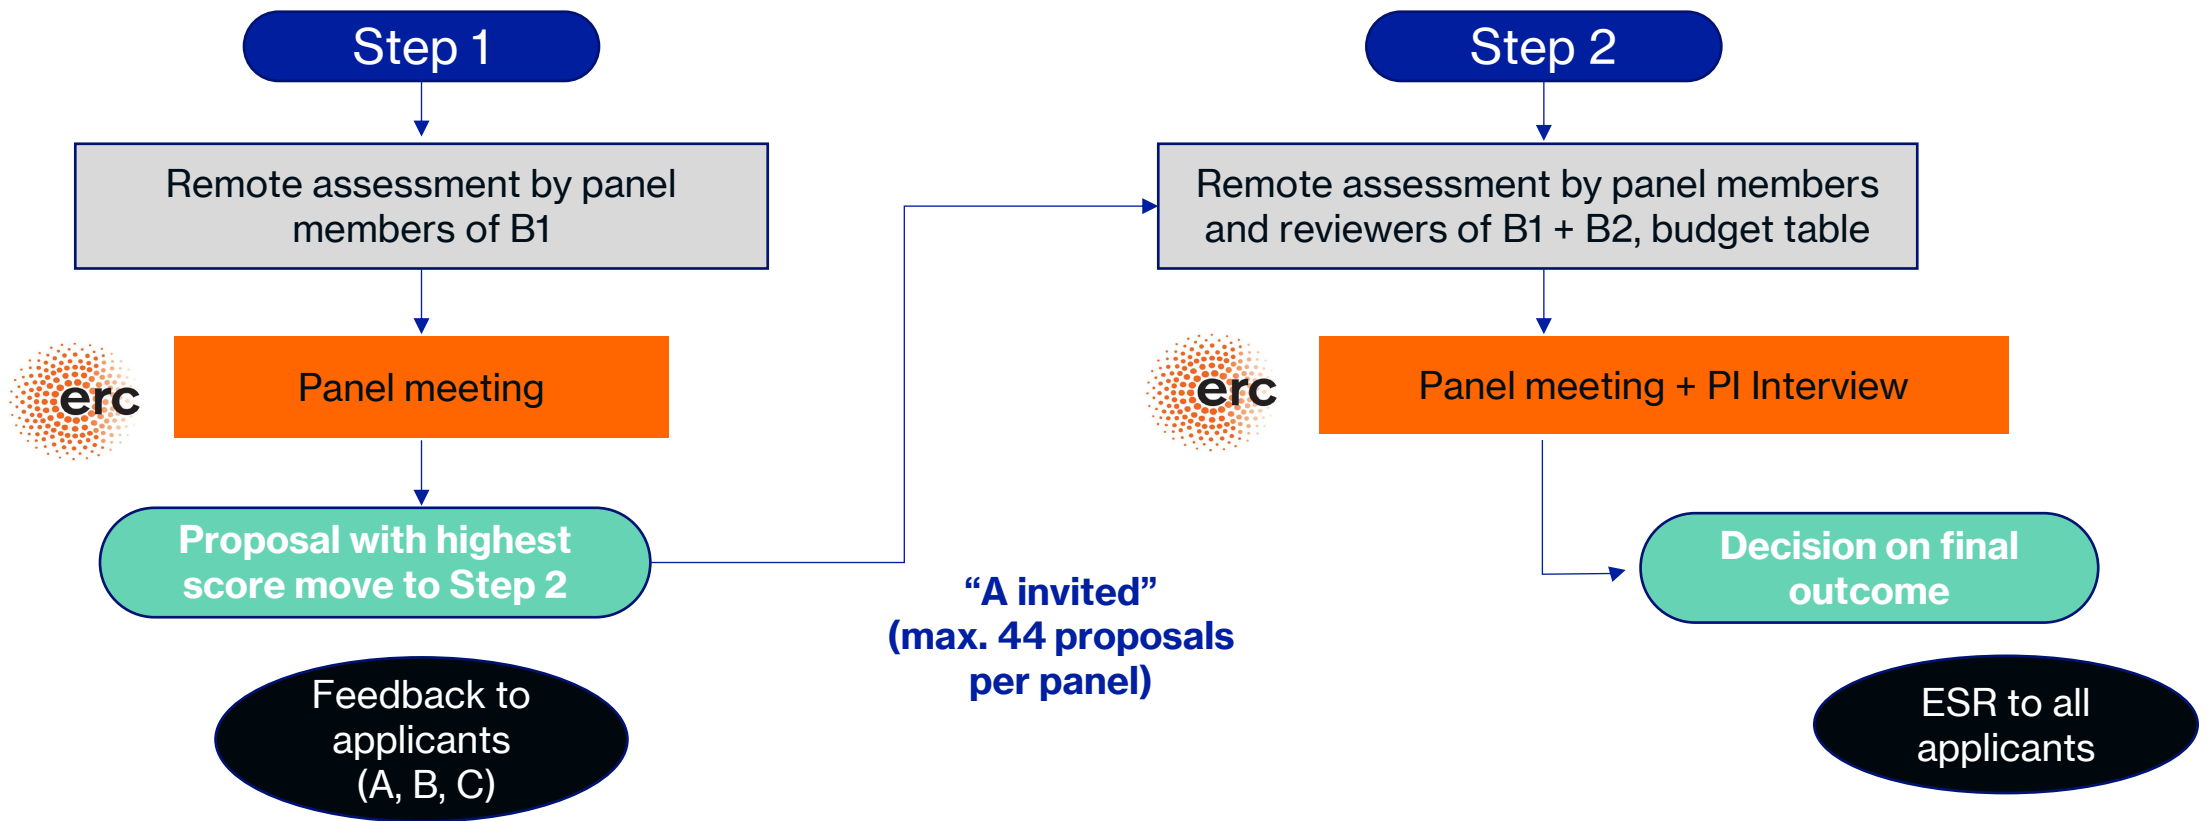 Step 1
Remote assessment by panel
members of B1
erc
Panel meeting
Proposal with highest
score move to Step 2
Feedback to
applicants
(A, B, C)
“A invited”
(max. 44 proposals
per panel)
Step 2
Remote assessment by panel members
and reviewers of B1 + B2, budget table
erc
Panel meeting + PI Interview
Decision on final
outcome
ESR to all
applicants